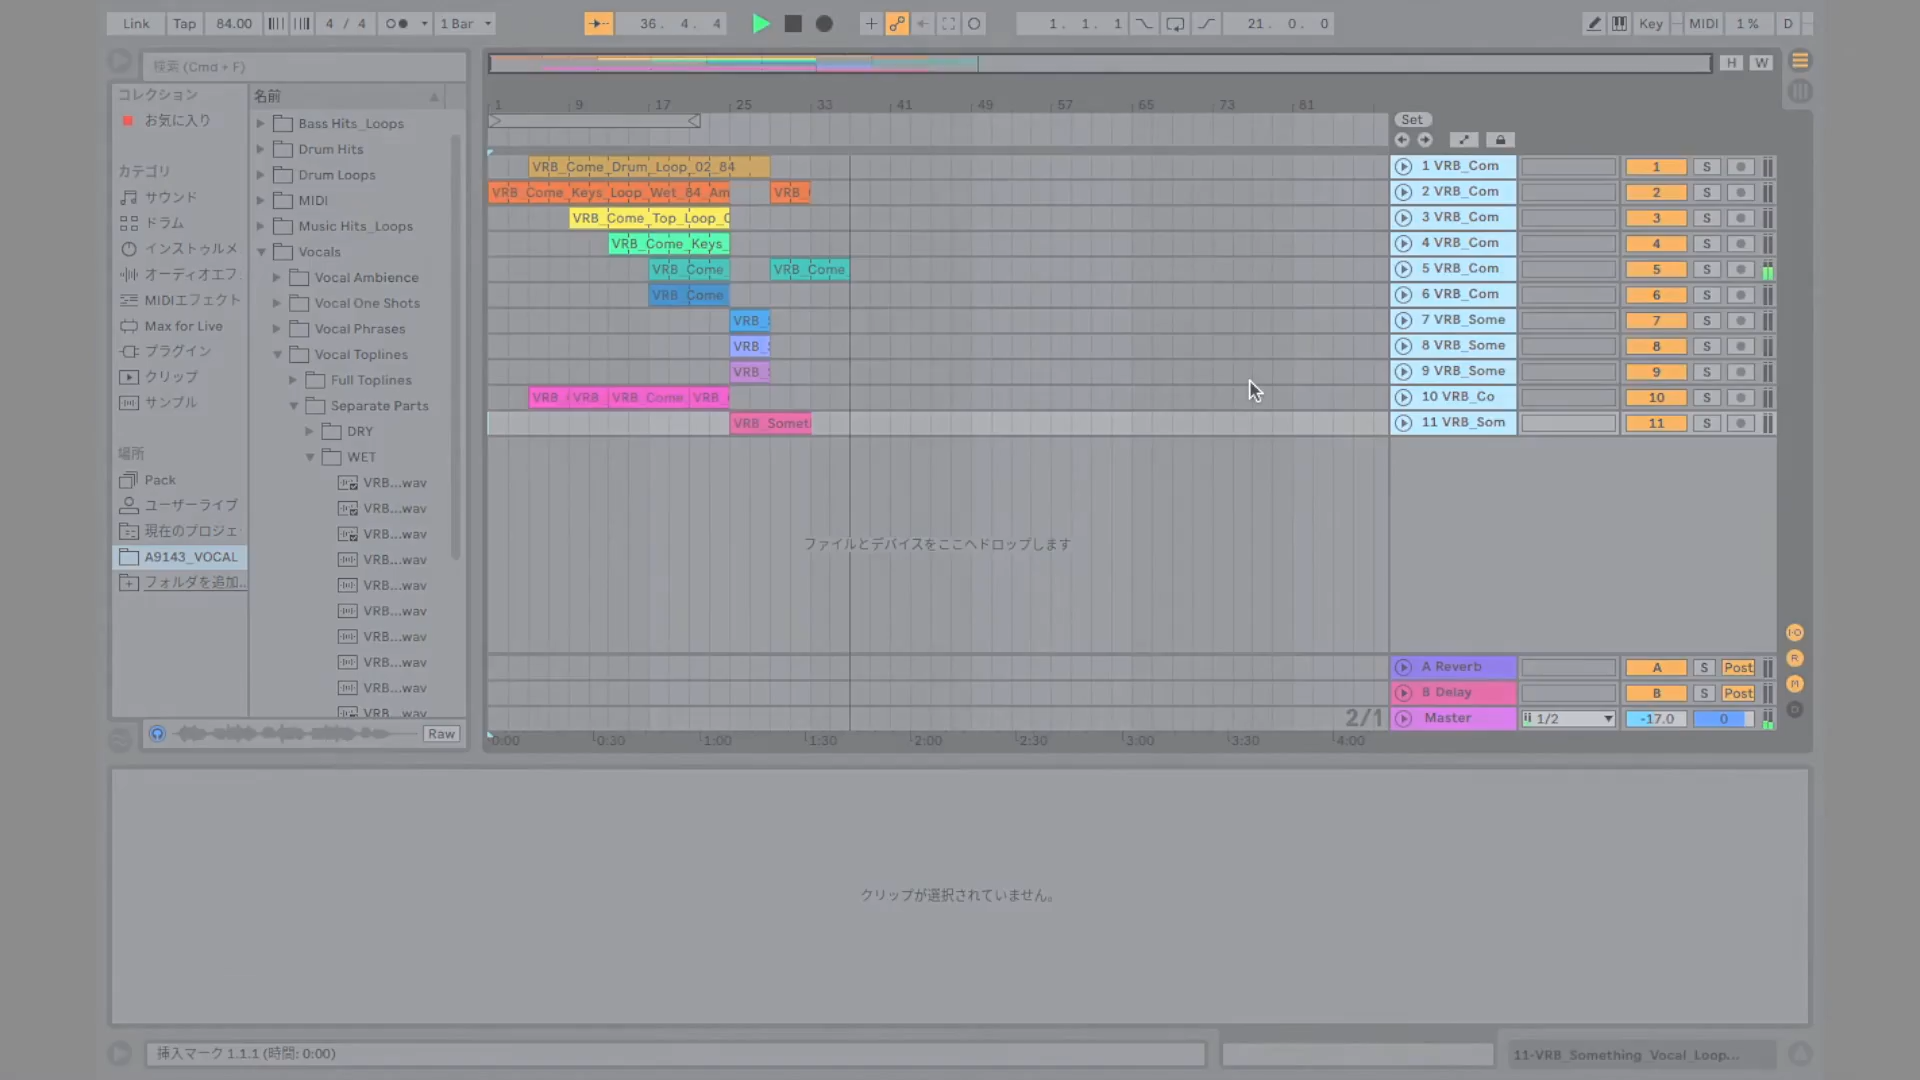 Link Tap 84.00 4 / 4 1 Bar 36. 4. 4 1. 1. 1 21. 0. 0 Key MIDI 1 % D
検索 (Cmd + F)
H W
コレクション
お気に入り
カテゴリ
サウンド
ドラム
インストゥルメ
オーディオエフ
MIDIエフェクト
Max for Live
プラグイン
クリップ
サンプル
場所
Pack
ユーザーライブ
現在のプロジェ
A9143_VOCAL
フォルダを追加...
名前
Bass Hits_Loops
Drum Hits
Drum Loops
MIDI
Music Hits_Loops
Vocals
Vocal Ambience
Vocal One Shots
Vocal Phrases
Vocal Toplines
Full Toplines
Separate Parts
DRY
WET
VRB...wav
VRB...wav
VRB...wav
VRB...wav
VRB...wav
VRB...wav
VRB...wav
VRB...wav
VRB...wav
VRB...wav
Raw
1 9 17 25 33 41 49 57 65 73 81
Set
VRB_Come_Drum_Loop_02_84 1 VRB_Com 1 S
VRB_Come_Keys_Loop_Wet_84_Am VRB_ 2 VRB_Com 2 S
VRB_Come_Top_Loop_ 3 VRB_Com 3 S
VRB_Come_Keys_ 4 VRB_Com 4 S
VRB_Come VRB_Come 5 VRB_Com 5 S
VRB_Come 6 VRB_Com 6 S
VRB_S 7 VRB_Some 7 S
VRB_S 8 VRB_Some 8 S
VRB_S 9 VRB_Some 9 S
VRB VRB VRB_Come VRB 10 VRB_Co 10 S
VRB_Somet 11 VRB_Som 11 S
ファイルとデバイスをここへドロップします
A Reverb A S Post
B Delay B S Post
2/1 Master 1/2 -17.0 0
0:00 0:30 1:00 1:30 2:00 2:30 3:00 3:30 4:00
クリップが選択されていません。
挿入マーク 1.1.1 (時間: 0:00)
11-VRB_Something_Vocal_Loop...